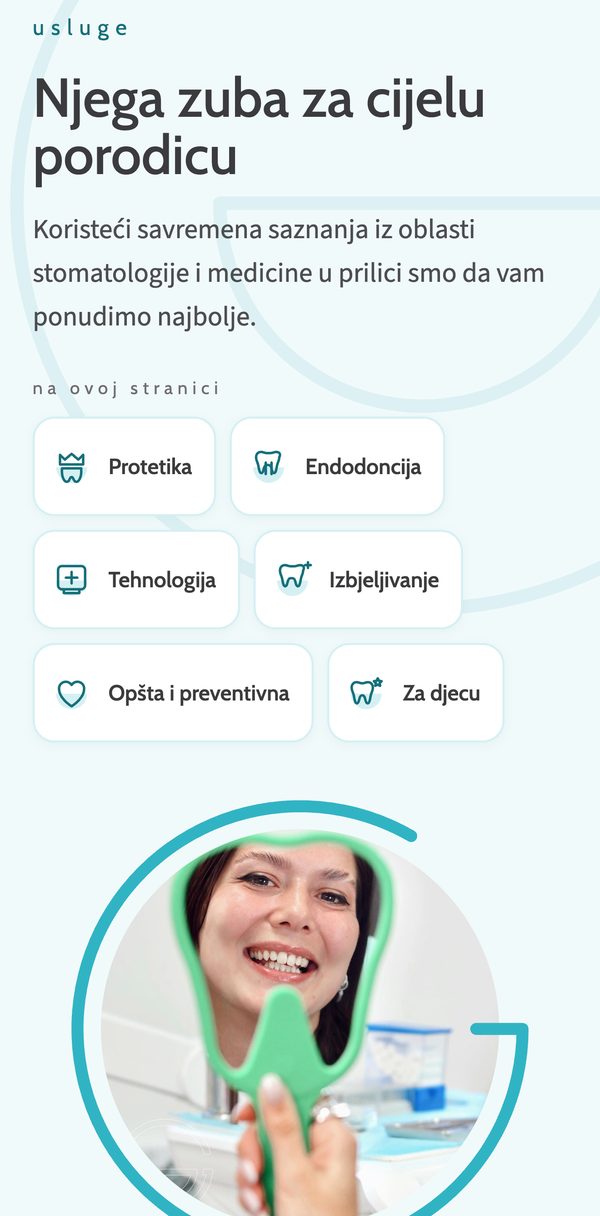 usluge
Njega zuba za cijelu
porodicu
Koristeći savremena saznanja iz oblasti
stomatologije i medicine u prilici smo da vam
ponudimo najbolje.
na ovoj stranici
Protetika
Endodoncija
Tehnologija
Izbjeljivanje
Opšta i preventivna
Za djecu